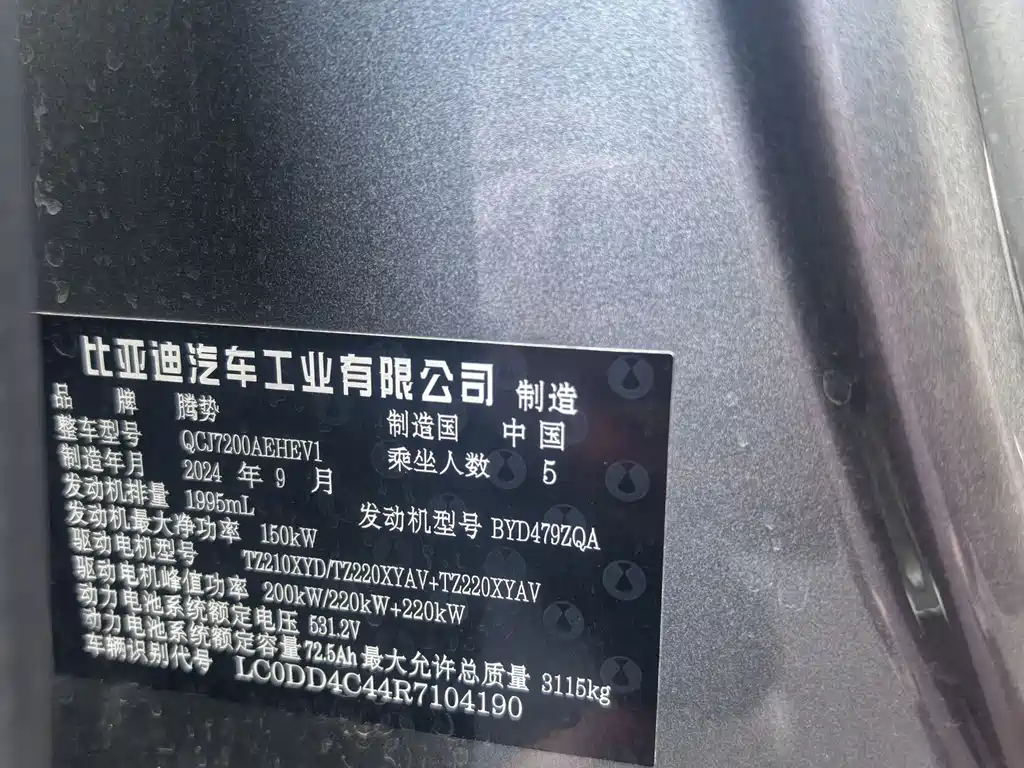 比亚迪汽车工业有限公司 制造
品牌 腾势 制造国 中国
整车型号 QCJ7200AEHEV1 乘坐人数 5
制造年月 2024 年 9 月
发动机排量 1995mL 发动机型号 BYD479ZQA
发动机最大净功率 150kW
驱动电机型号 TZ210XYD/TZ220XYAV+TZ220XYAV
驱动电机峰值功率 200kW/220kW+220kW
动力电池系统额定电压 531.2V
动力电池系统额定容量 72.5Ah 最大允许总质量 3115kg
车辆识别代号 LC0DD4C44R7104190